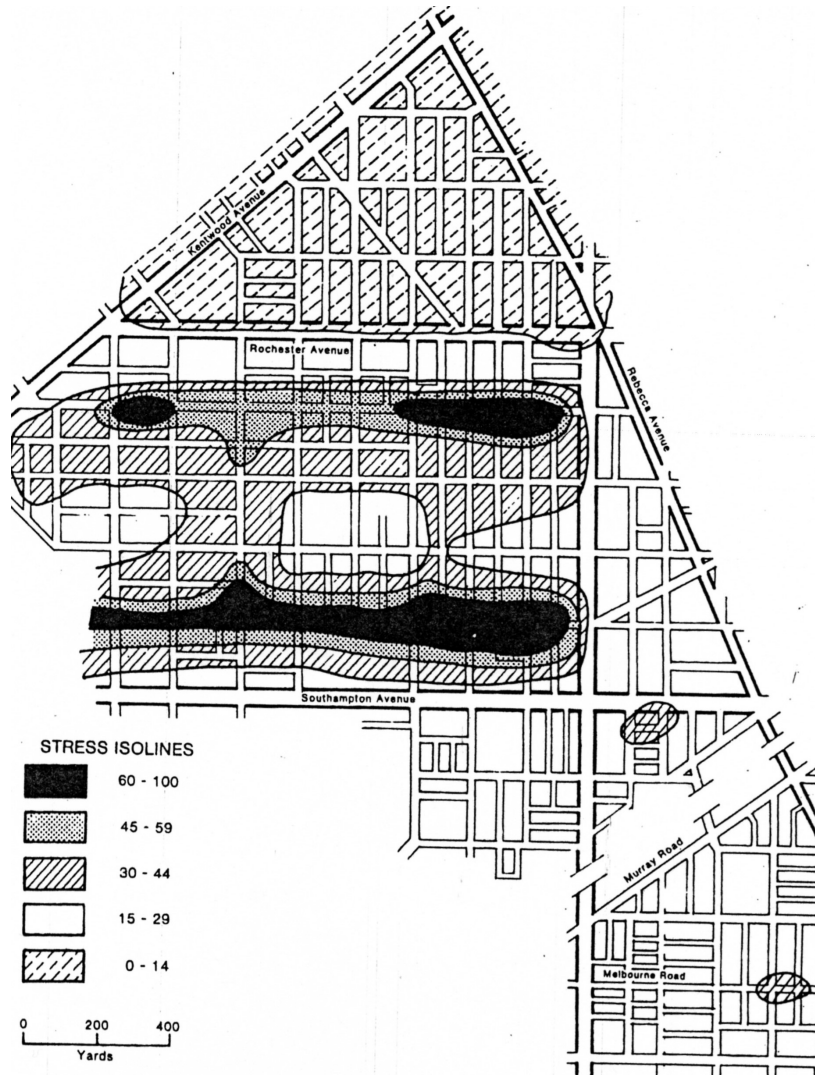 Kentwood Avenue
Rochester Avenue
Rebecca Avenue
Southampton Avenue
STRESS ISOLINES
60 - 100
45 - 59
30 - 44
15 - 29
0 - 14
Murray Road
Melbourne Road
0 200 400
Yards